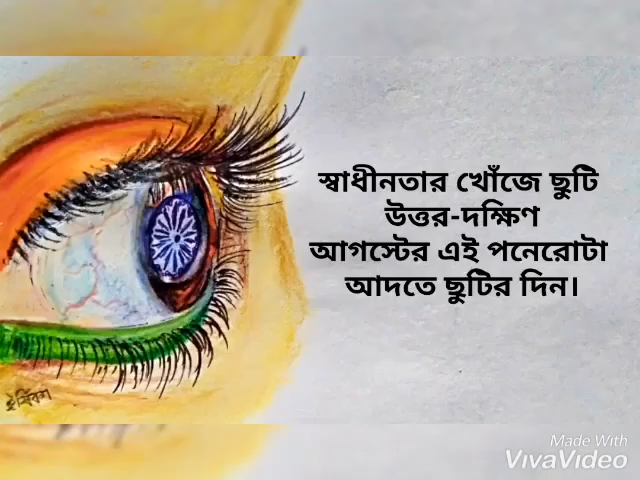 স্বাধীনতার খোঁজে ছুটি
উত্তর-দক্ষিণ
আগস্টের এই পনেরোটা
আদতে ছুটির দিন।
Made With
VivaVideo